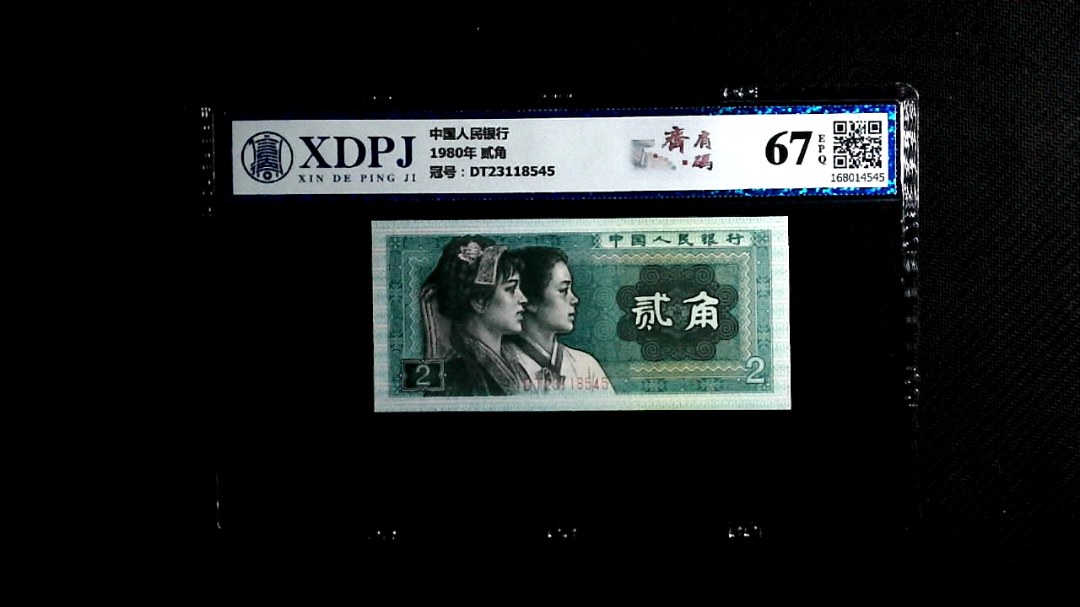 XDPJ
XIN DE PING JI
中国人民银行
1980年 贰角
冠号：DT23118545
67
EPQ
168014545
中国人民银行
贰角
2
2
DT23118545